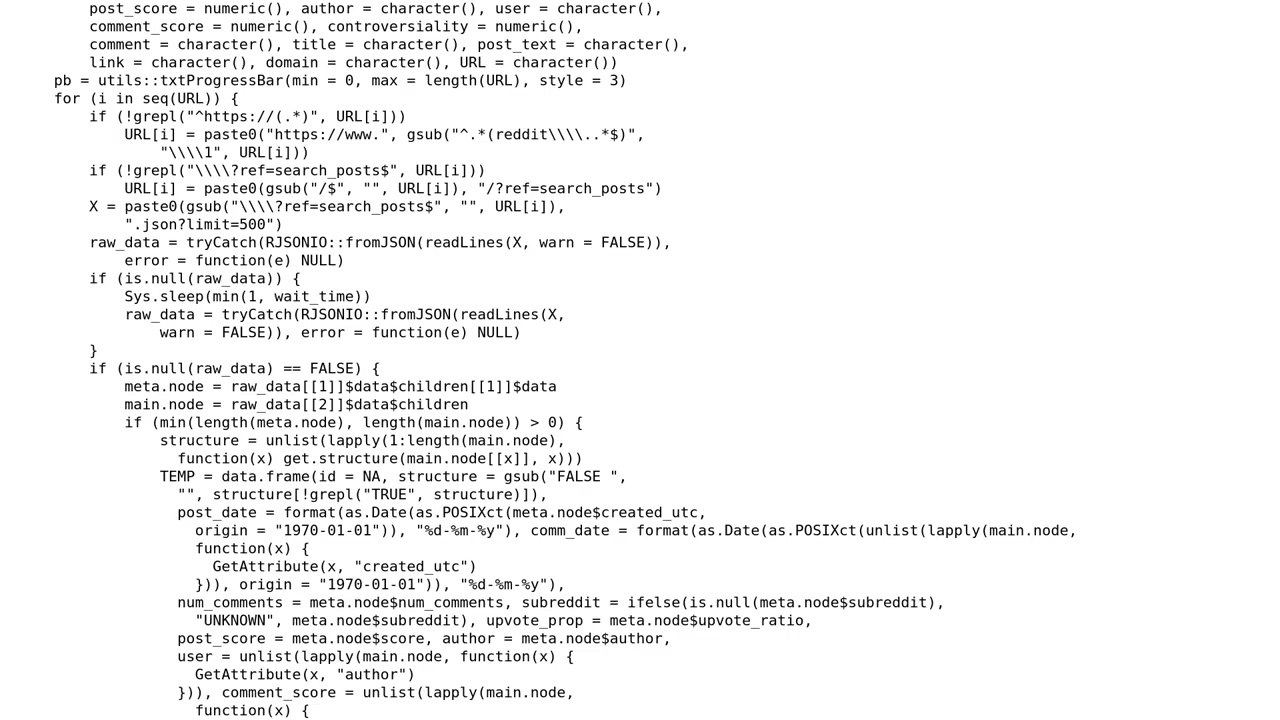 post_score = numeric(), author = character(), user = character(),
comment_score = numeric(), controversiality = numeric(),
comment = character(), title = character(), post_text = character(),
link = character(), domain = character(), URL = character())
pb = utils::txtProgressBar(min = 0, max = length(URL), style = 3)
for (i in seq(URL)) {
if (!grepl("^https://(.*)", URL[i]))
URL[i] = paste0("https://www.", gsub("^.*(reddit\\\\..*$)",
"\\\\1", URL[i]))
if (!grepl("\\\\?ref=search_posts$", URL[i]))
URL[i] = paste0(gsub("/$", "", URL[i]), "/?ref=search_posts")
X = paste0(gsub("\\\\?ref=search_posts$", "", URL[i]),
".json?limit=500")
raw_data = tryCatch(RJSONIO::fromJSON(readLines(X, warn = FALSE)),
error = function(e) NULL)
if (is.null(raw_data)) {
Sys.sleep(min(1, wait_time))
raw_data = tryCatch(RJSONIO::fromJSON(readLines(X,
warn = FALSE)), error = function(e) NULL)
}
if (is.null(raw_data) == FALSE) {
meta.node = raw_data[[1]]$data$children[[1]]$data
main.node = raw_data[[2]]$data$children
if (min(length(meta.node), length(main.node)) > 0) {
structure = unlist(lapply(1:length(main.node),
function(x) get.structure(main.node[[x]], x)))
TEMP = data.frame(id = NA, structure = gsub("FALSE ",
"", structure[!grepl("TRUE", structure)]),
post_date = format(as.Date(as.POSIXct(meta.node$created_utc,
origin = "1970-01-01")), "%d-%m-%y"), comm_date = format(as.Date(as.POSIXct(unlist(lapply(main.node,
function(x) {
GetAttribute(x, "created_utc")
})), origin = "1970-01-01")), "%d-%m-%y"),
num_comments = meta.node$num_comments, subreddit = ifelse(is.null(meta.node$subreddit),
"UNKNOWN", meta.node$subreddit), upvote_prop = meta.node$upvote_ratio,
post_score = meta.node$score, author = meta.node$author,
user = unlist(lapply(main.node, function(x) {
GetAttribute(x, "author")
})), comment_score = unlist(lapply(main.node,
function(x) {